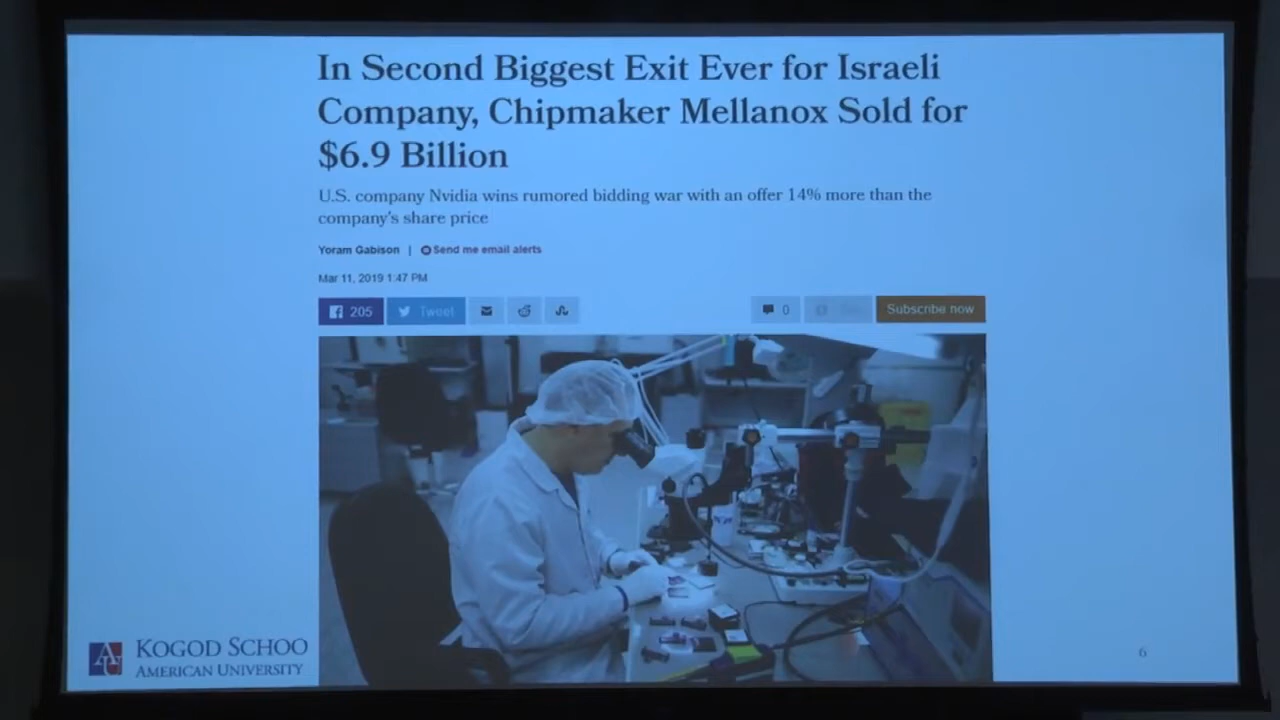 In Second Biggest Exit Ever for Israeli
Company, Chipmaker Mellanox Sold for
$6.9 Billion
U.S. company Nvidia wins rumored bidding war with an offer 14% more than the
company's share price
Yoram Gabison | Send me email alerts
Mar 11, 2019 1:47 PM
205 Tweet 0 Subscribe now
KOGOD SCHOO
AMERICAN UNIVERSITY
6